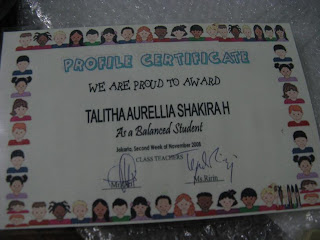 PROFILE CERTIFICATE
WE ARE PROUD TO AWARD
TALITHA AURELLIA SHAKIRA H
As a Balanced Student
Jakarta, Second Week of November 2008
CLASS TEACHERS
Ms.Ririn